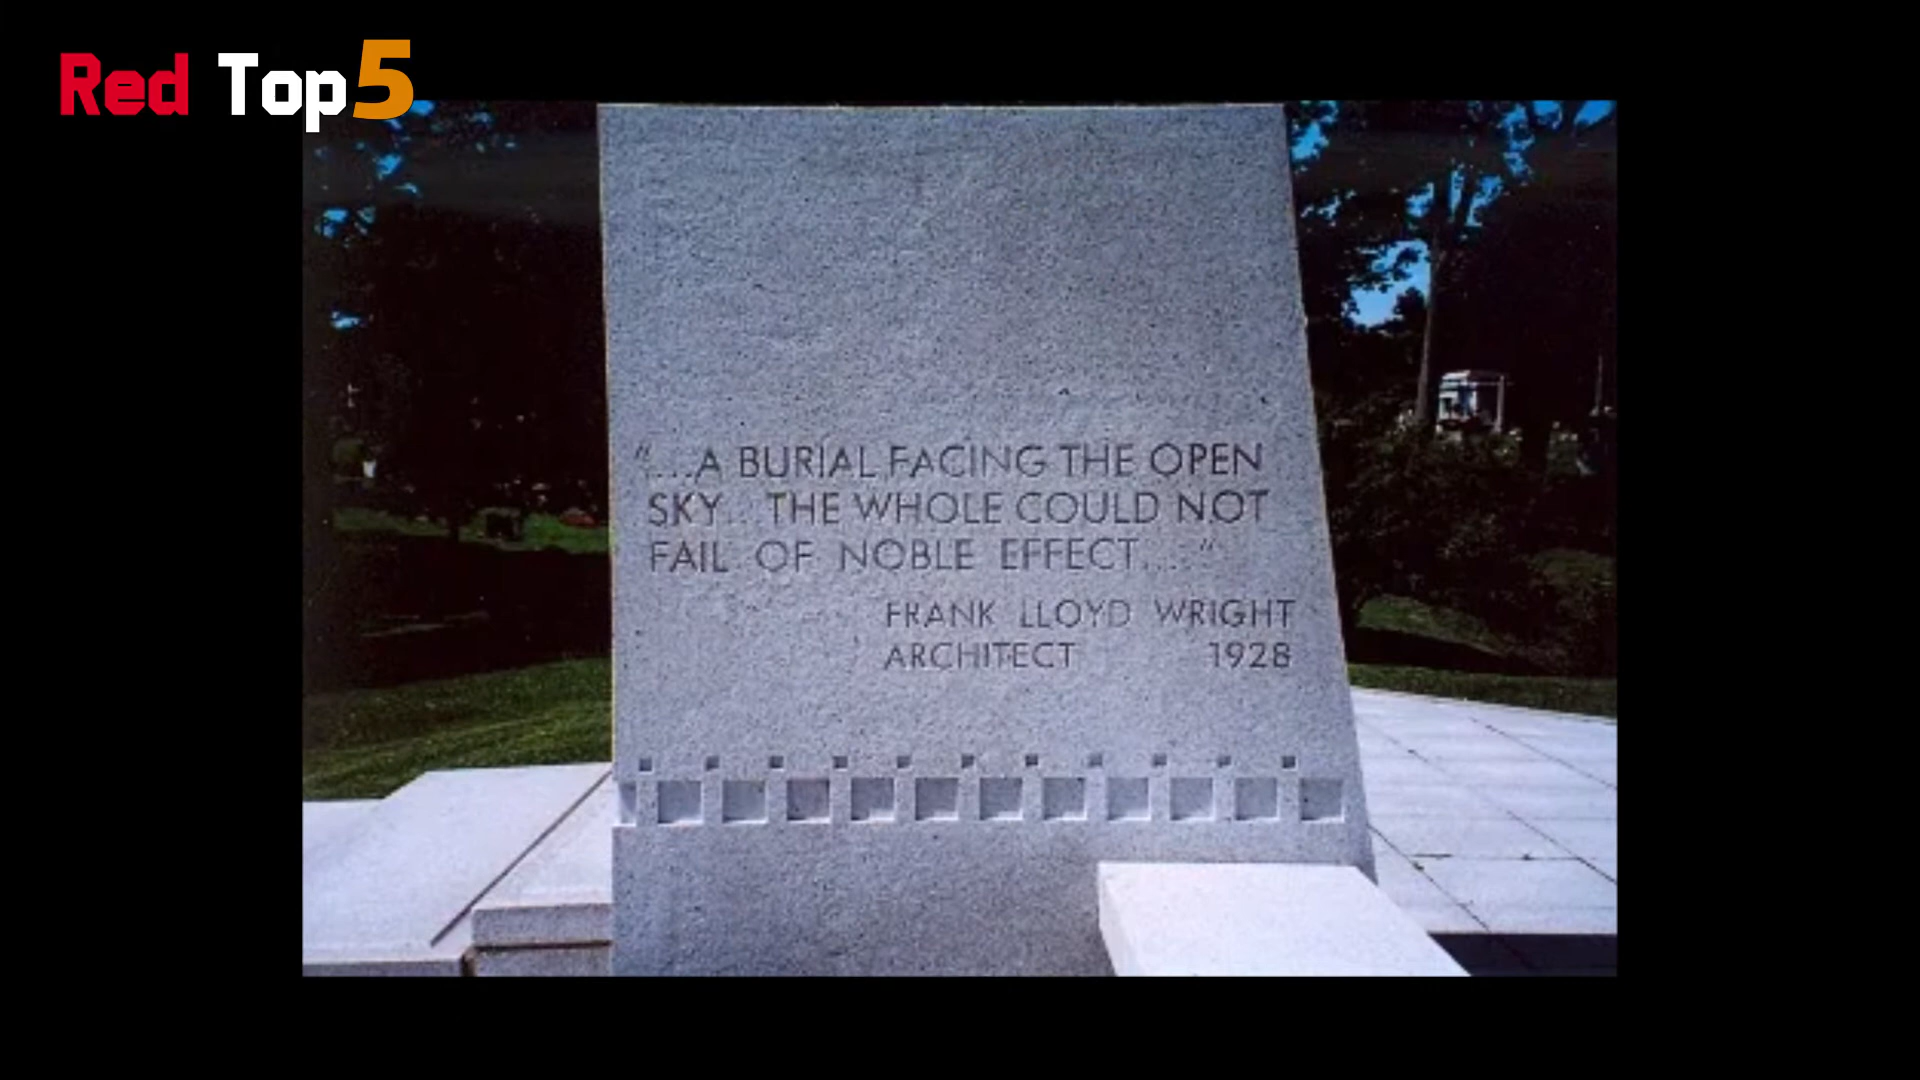 Red Top5
"....A BURIAL FACING THE OPEN
SKY... THE WHOLE COULD NOT
FAIL OF NOBLE EFFECT....."
FRANK LLOYD WRIGHT
ARCHITECT 1928